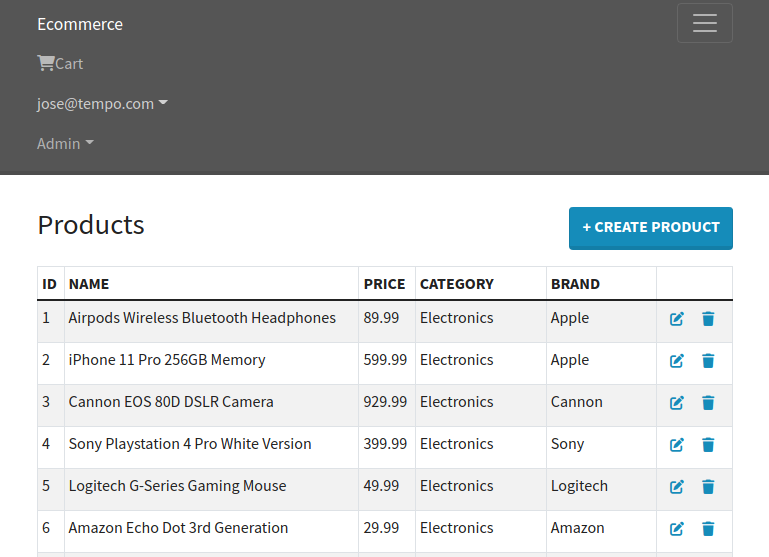 Ecommerce
Cart
jose@tempo.com
Admin
Products
+ CREATE PRODUCT
ID NAME PRICE CATEGORY BRAND
1 Airpods Wireless Bluetooth Headphones 89.99 Electronics Apple
2 iPhone 11 Pro 256GB Memory 599.99 Electronics Apple
3 Cannon EOS 80D DSLR Camera 929.99 Electronics Cannon
4 Sony Playstation 4 Pro White Version 399.99 Electronics Sony
5 Logitech G-Series Gaming Mouse 49.99 Electronics Logitech
6 Amazon Echo Dot 3rd Generation 29.99 Electronics Amazon